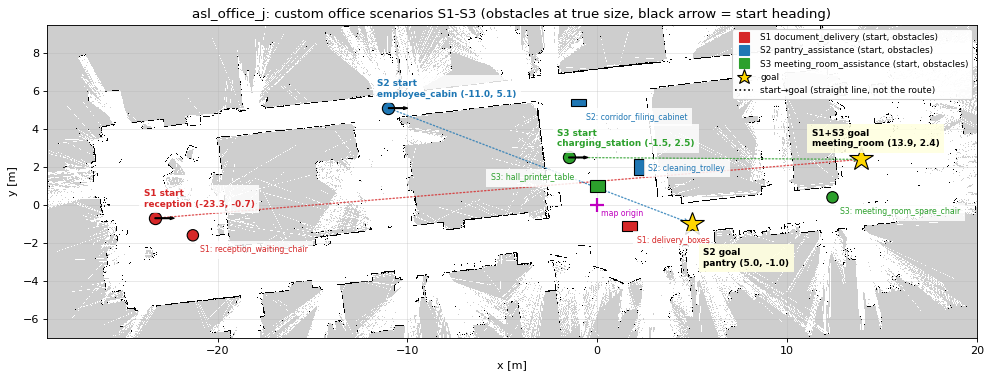 asl_office_j: custom office scenarios S1-S3 (obstacles at true size, black arrow = start heading)
S1 document_delivery (start, obstacles)
S2 pantry_assistance (start, obstacles)
S3 meeting_room_assistance (start, obstacles)
goal
start→goal (straight line, not the route)
S2 start
employee_cabin (-11.0, 5.1)
S2: corridor_filing_cabinet
S3 start
charging_station (-1.5, 2.5)
S1+S3 goal
meeting_room (13.9, 2.4)
S2: cleaning_trolley
S3: hall_printer_table
S1 start
reception (-23.3, -0.7)
map origin
S3: meeting_room_spare_chair
S1: delivery_boxes
S1: reception_waiting_chair
S2 goal
pantry (5.0, -1.0)
y [m]
8
6
4
2
0
−2
−4
−6
−20
−10
0
10
20
x [m]